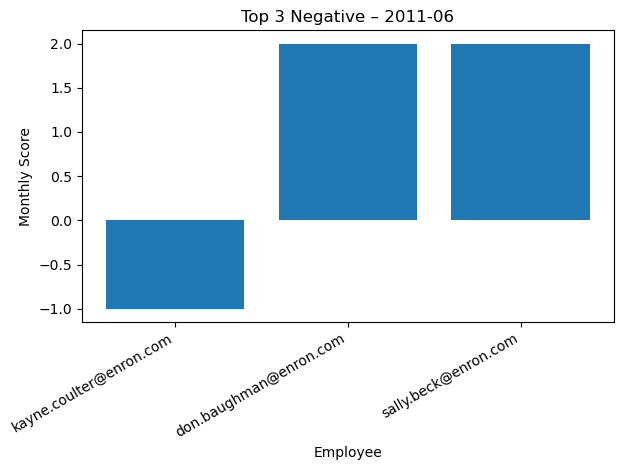 Top 3 Negative – 2011-06
Monthly Score
2.0
1.5
1.0
0.5
0.0
−0.5
−1.0
kayne.coulter@enron.com
don.baughman@enron.com
sally.beck@enron.com
Employee